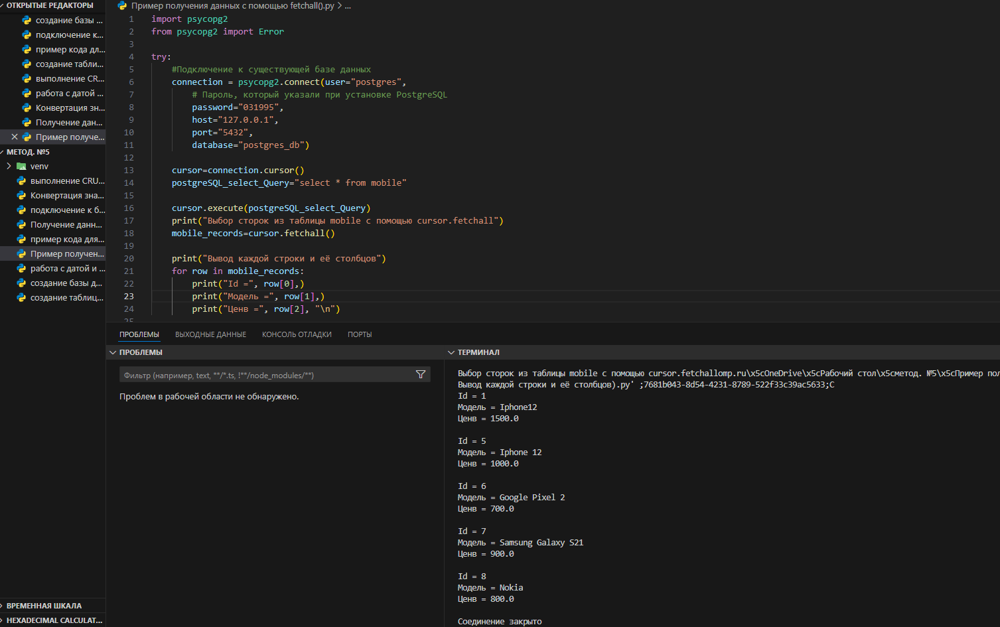 ОТКРЫТЫЕ РЕДАКТОРЫ
создание базы ...
подключение к...
пример кода дл...
создание табли...
выполнение CR...
работа с датой ...
Конвертация зн...
Получение дан...
Пример получе...
МЕТОД. №5
venv
выполнение CRU...
Конвертация зна...
подключение к б...
Получение данн...
пример кода для...
Пример получен...
работа с датой и ...
создание базы д...
создание таблиц...
ВРЕМЕННАЯ ШКАЛА
HEXADECIMAL CALCULAT...
Пример получения данных с помощью fetchall().py > ...
1 import psycopg2
2 from psycopg2 import Error
3
4 try:
5 #Подключение к существующей базе данных
6 connection = psycopg2.connect(user="postgres",
7 # Пароль, который указали при установке PostgreSQL
8 password="031995",
9 host="127.0.0.1",
10 port="5432",
11 database="postgres_db")
12
13 cursor=connection.cursor()
14 postgreSQL_select_Query="select * from mobile"
15
16 cursor.execute(postgreSQL_select_Query)
17 print("Выбор сторок из таблицы mobile с помощью cursor.fetchall")
18 mobile_records=cursor.fetchall()
19
20 print("Вывод каждой строки и её столбцов")
21 for row in mobile_records:
22 print("Id =", row[0],)
23 print("Модель =", row[1],)
24 print("Ценв =", row[2], "\n")
25
ПРОБЛЕМЫ ВЫХОДНЫЕ ДАННЫЕ КОНСОЛЬ ОТЛАДКИ ПОРТЫ
ПРОБЛЕМЫ
Фильтр (например, text, **/*.ts, !**/node_modules/**)
Проблем в рабочей области не обнаружено.
ТЕРМИНАЛ
Выбор сторок из таблицы mobile с помощью cursor.fetchallomp.ru\x5cOneDrive\x5cРабочий стол\x5cметод. №5\x5cПример пол
Вывод каждой строки и её столбцов).py' ;7681b043-8d54-4231-8789-522f33c39ac5633;C
Id = 1
Модель = Iphone12
Ценв = 1500.0
Id = 5
Модель = Iphone 12
Ценв = 1000.0
Id = 6
Модель = Google Pixel 2
Ценв = 700.0
Id = 7
Модель = Samsung Galaxy S21
Ценв = 900.0
Id = 8
Модель = Nokia
Ценв = 800.0
Соединение закрыто